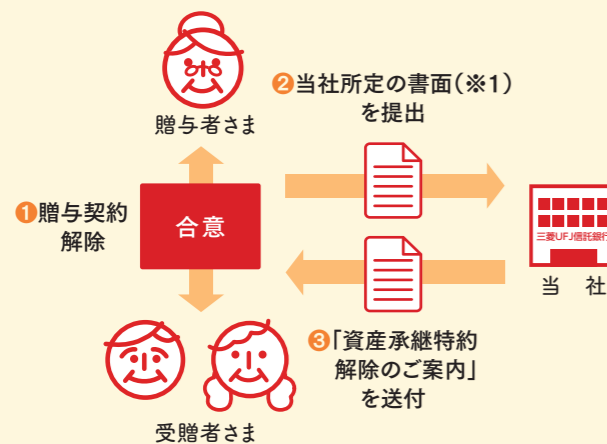 贈与者さま
❷当社所定の書面(※1)
を提出
❶贈与契約
解除
合意
三菱UFJ信託銀行
当 社
❸「資産承継特約
解除のご案内」
を送付
受贈者さま